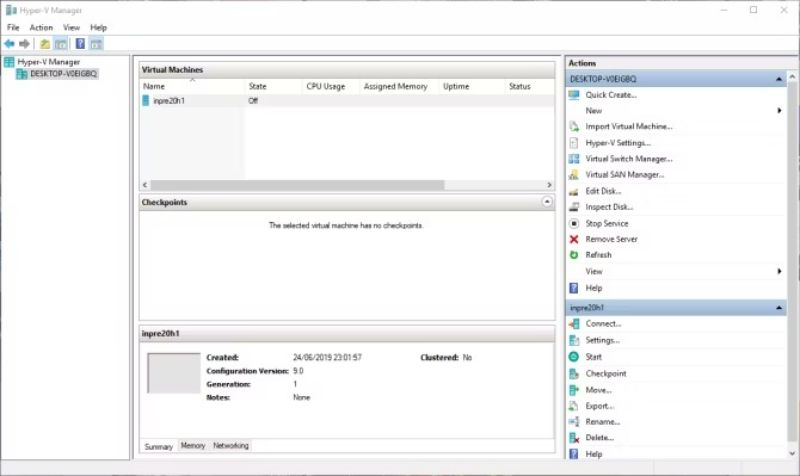 Hyper-V Manager
File Action View Help
Hyper-V Manager
DESKTOP-V0EIGBQ
Virtual Machines
Name State CPU Usage Assigned Memory Uptime Status
inpre20h1 Off
Checkpoints
The selected virtual machine has no checkpoints.
inpre20h1
Created: 24/06/2019 23:01:57 Clustered: No
Configuration Version: 9.0
Generation: 1
Notes: None
Summary Memory Networking
Actions
DESKTOP-V0EIGBQ
Quick Create...
New
Import Virtual Machine...
Hyper-V Settings...
Virtual Switch Manager...
Virtual SAN Manager...
Edit Disk...
Inspect Disk...
Stop Service
Remove Server
Refresh
View
Help
inpre20h1
Connect...
Settings...
Start
Checkpoint
Move...
Export...
Rename...
Delete...
Help